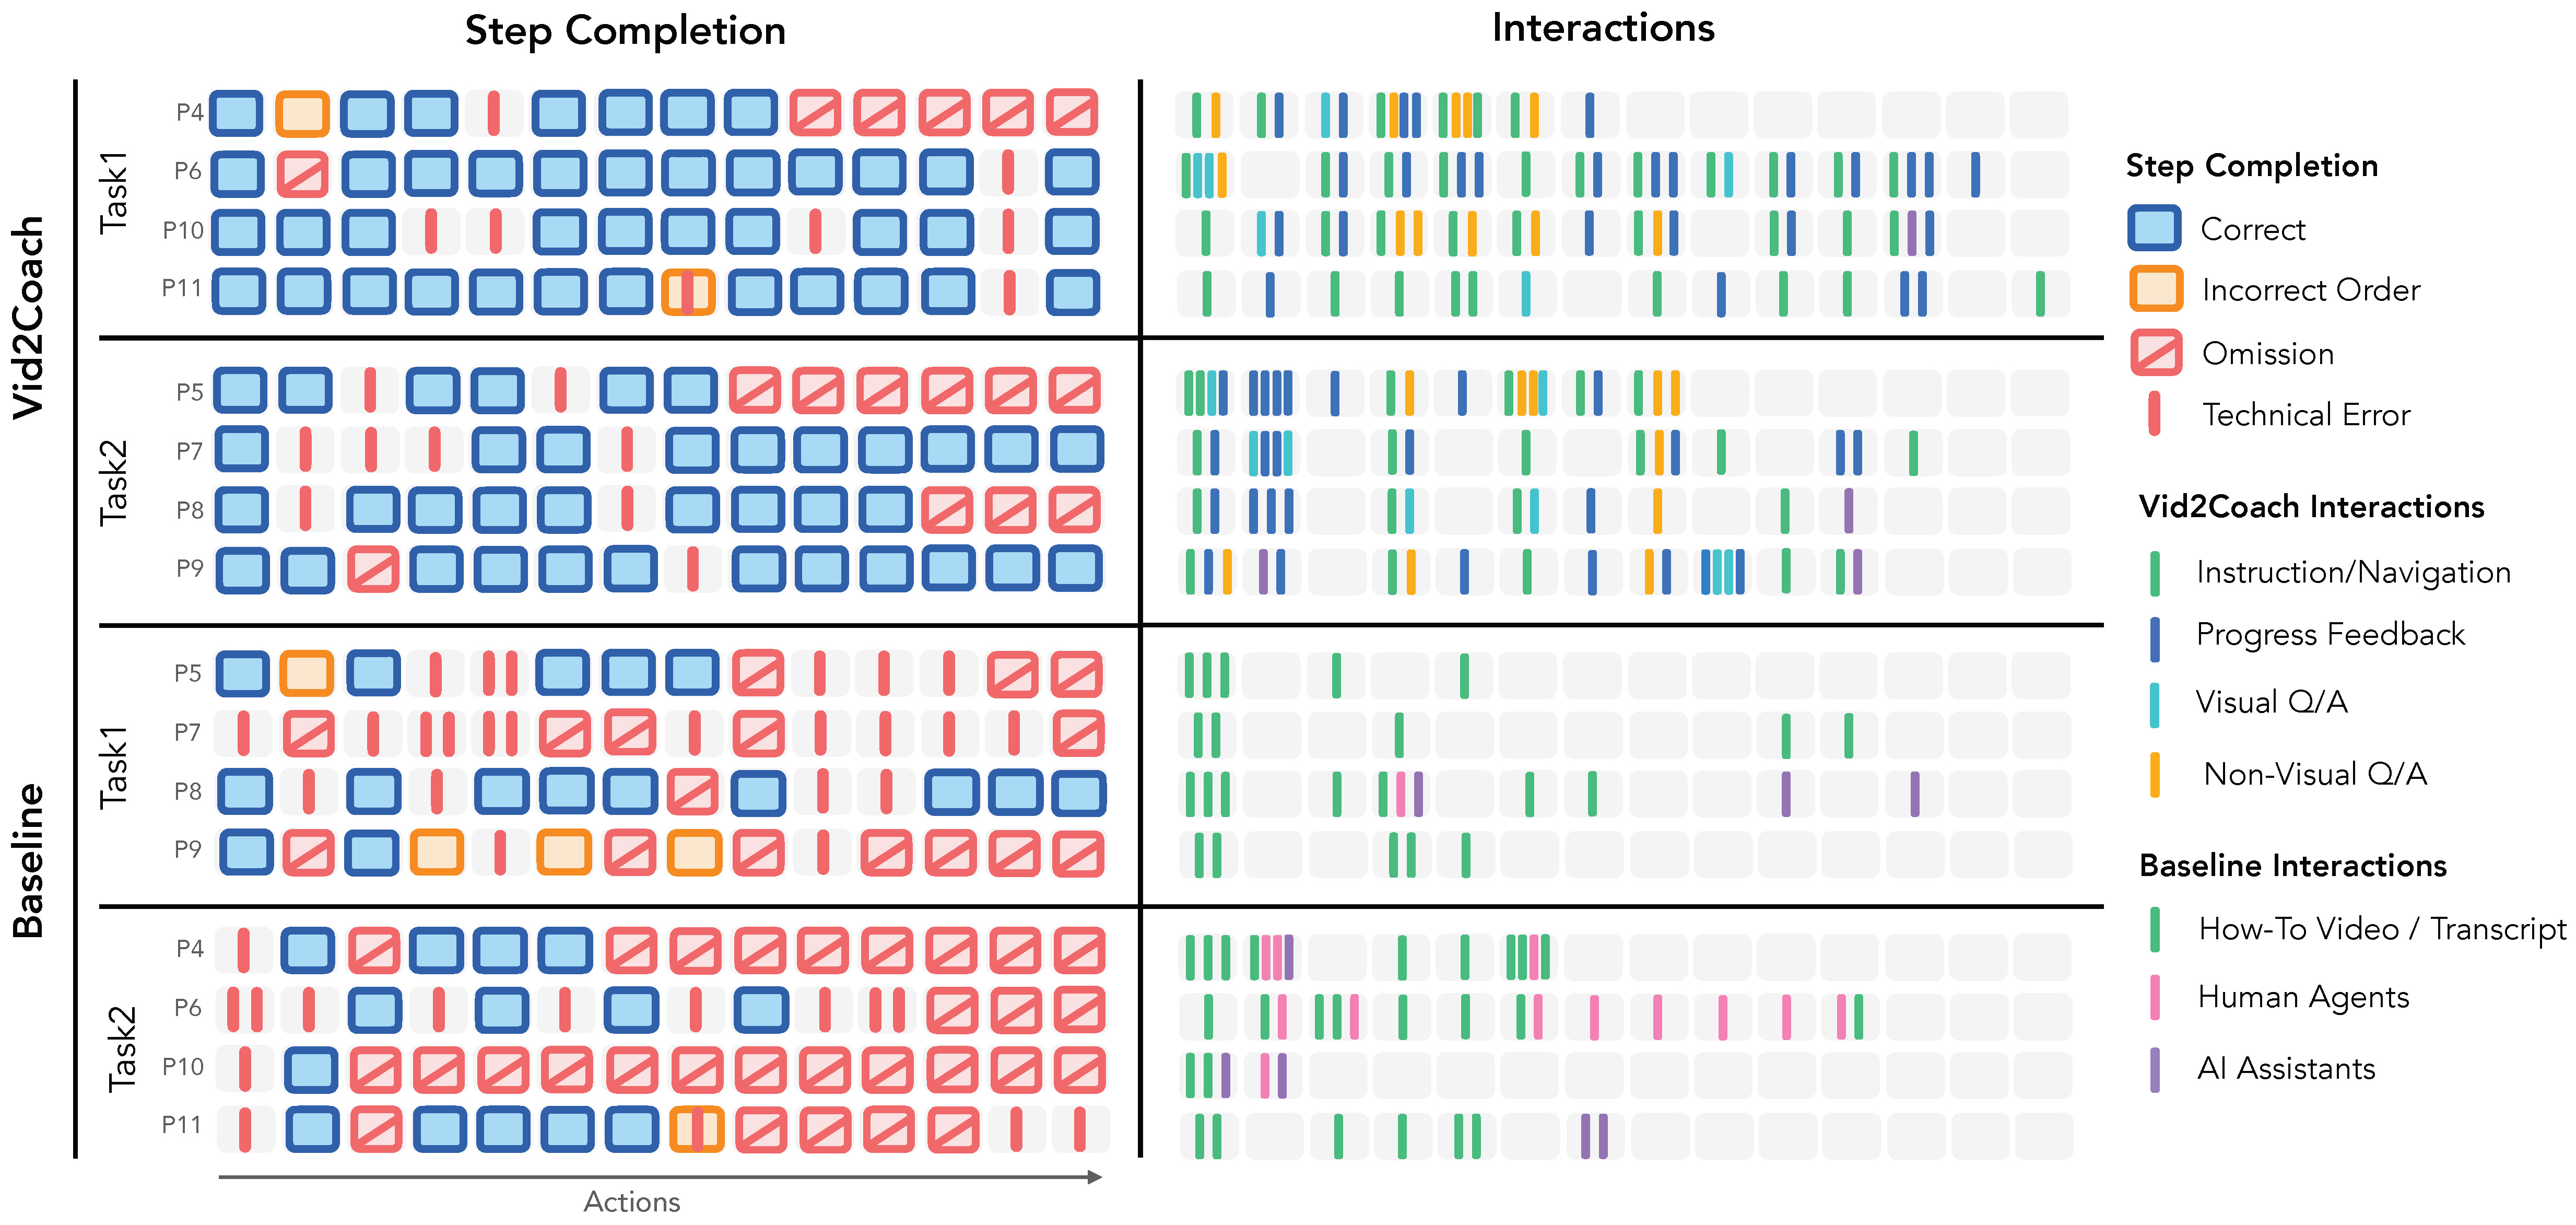 Step Completion
Interactions
Vid2Coach
Task1
P4
P6
P10
P11
Task2
P5
P7
P8
P9
Baseline
Task1
P5
P7
P8
P9
Task2
P4
P6
P10
P11
Actions
Step Completion
Correct
Incorrect Order
Omission
Technical Error
Vid2Coach Interactions
Instruction/Navigation
Progress Feedback
Visual Q/A
Non-Visual Q/A
Baseline Interactions
How-To Video / Transcript
Human Agents
AI Assistants